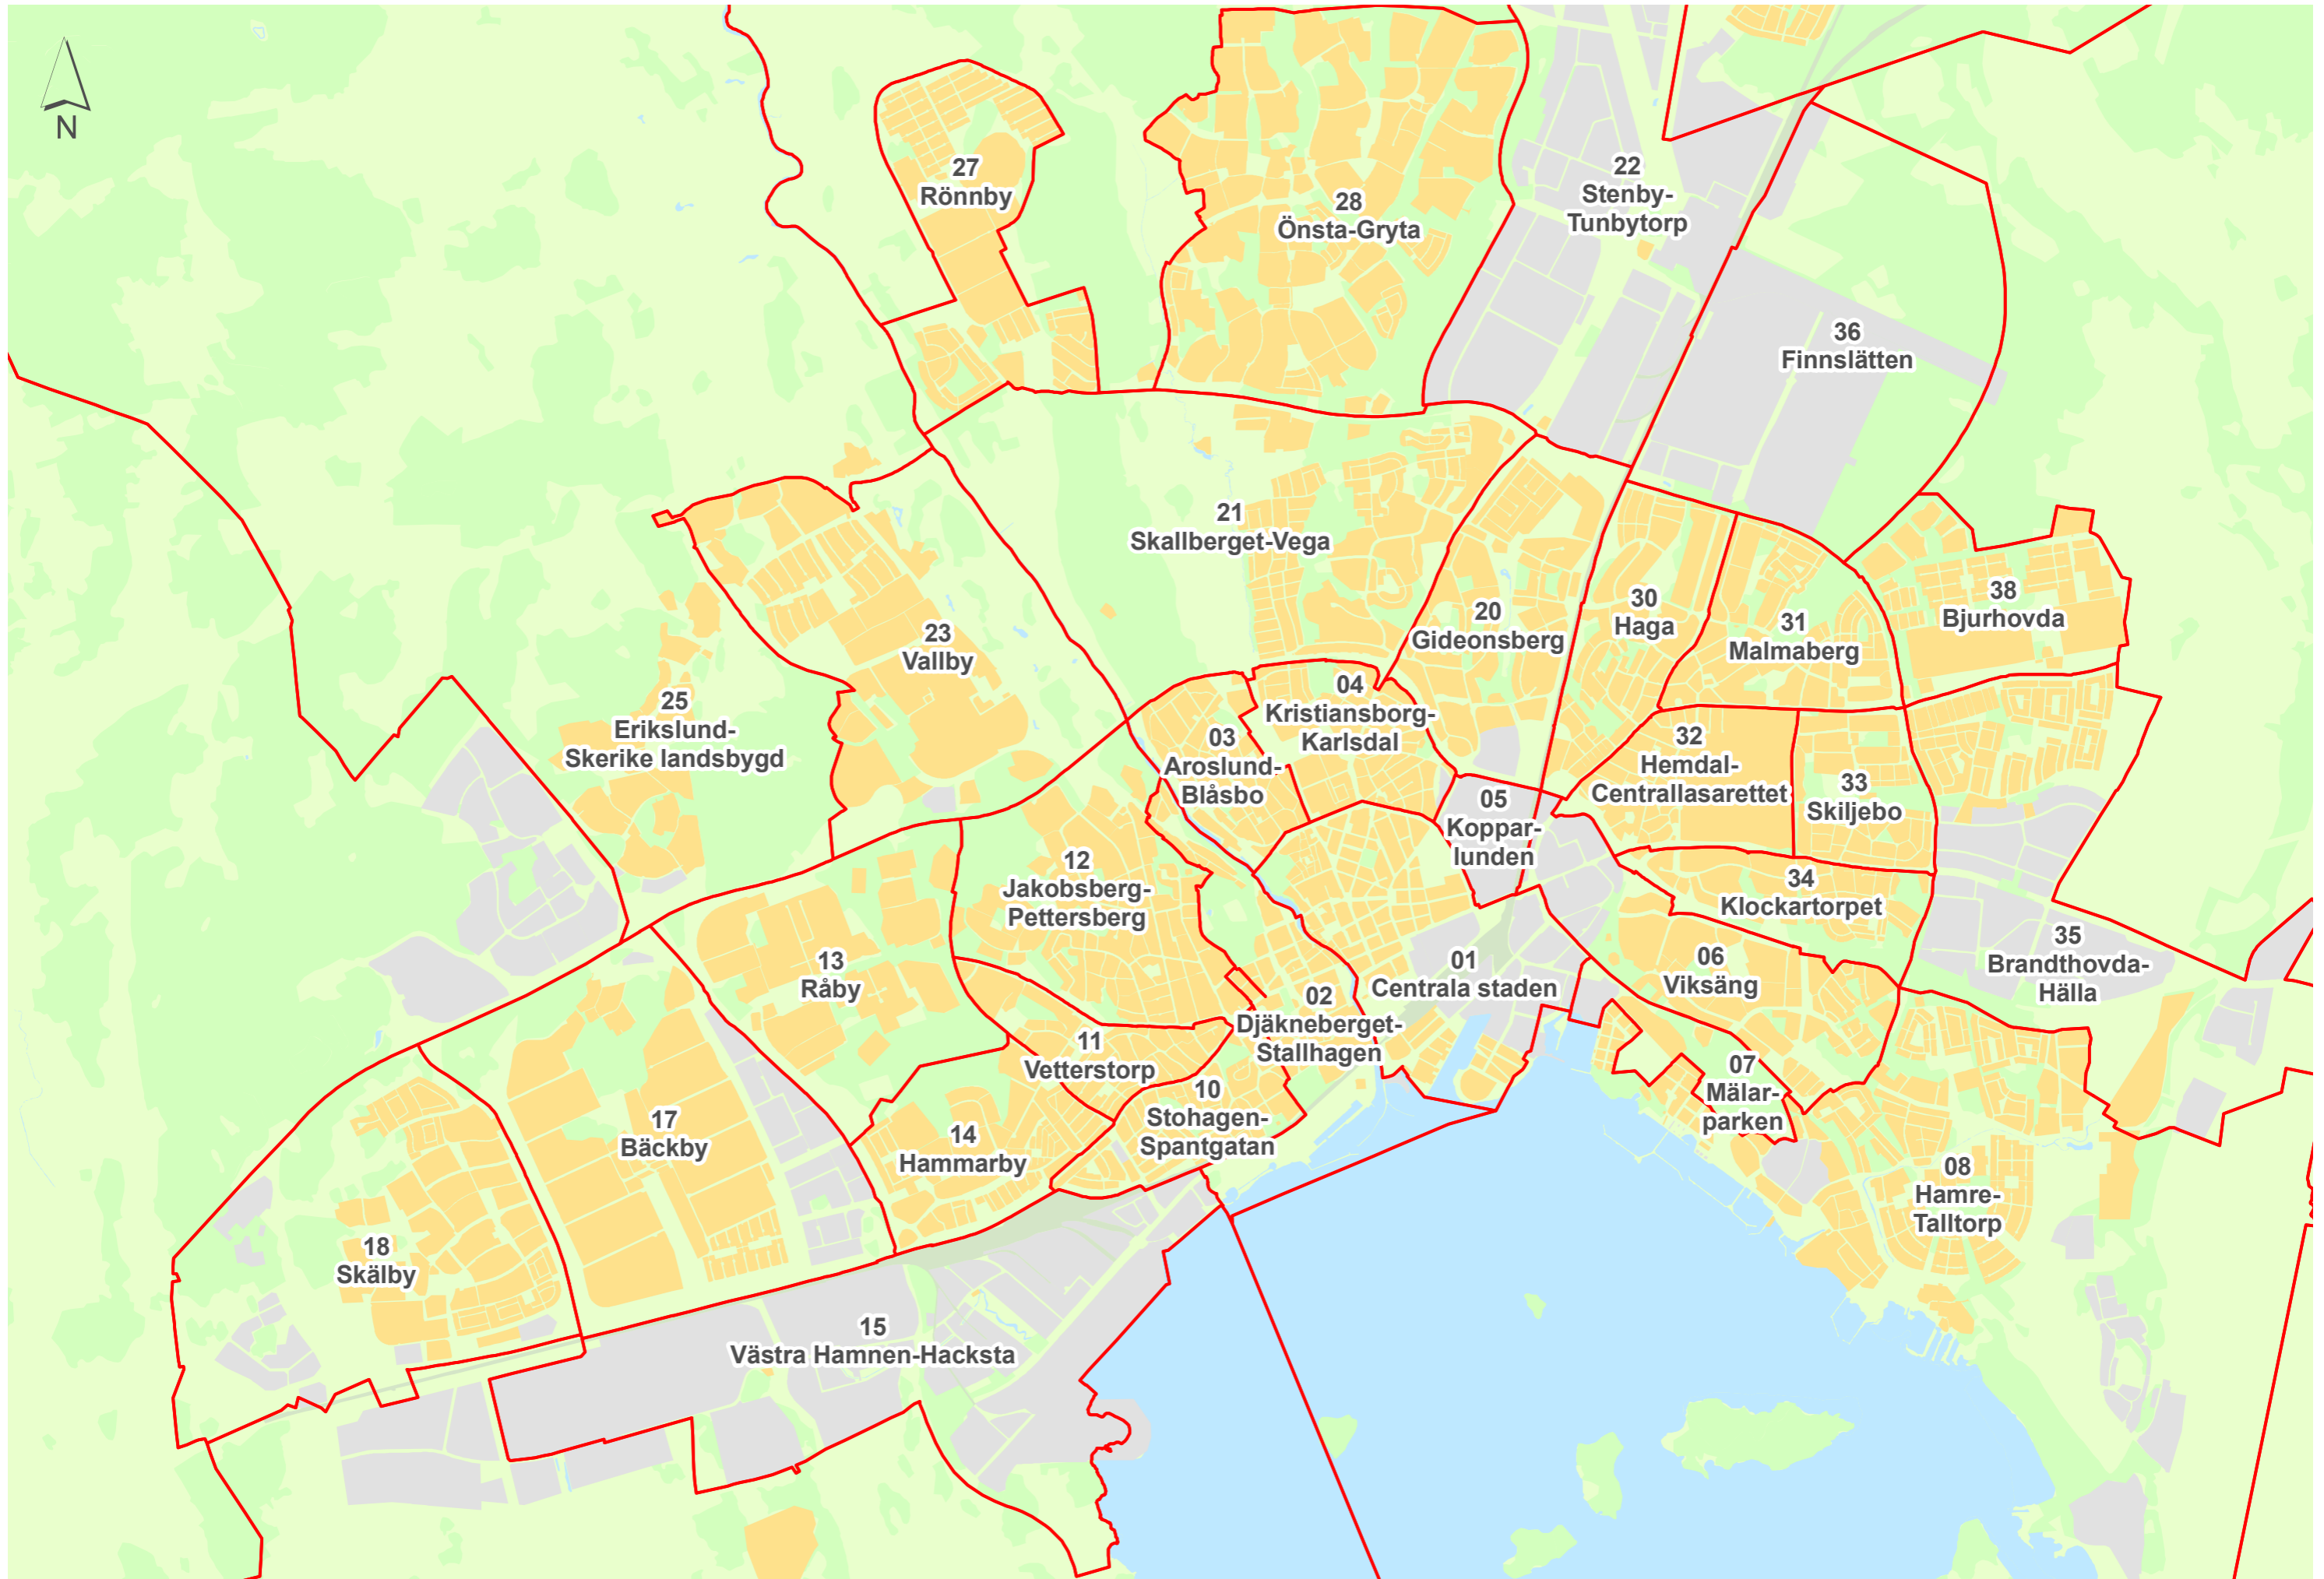 N
27
Rönnby
28
Önsta-Gryta
22
Stenby-
Tunbytorp
36
Finnslätten
21
Skallberget-Vega
20
Gideonsberg
30
Haga
31
Malmaberg
38
Bjurhovda
23
Vallby
25
Erikslund-
Skerike landsbygd
04
Kristiansborg-
Karlsdal
03
Aroslund-
Blåsbo
32
Hemdal-
Centrallasarettet
33
Skiljebo
05
Koppar-
lunden
12
Jakobsberg-
Pettersberg
34
Klockartorpet
35
Brandthovda-
Hälla
13
Råby
01
Centrala staden
06
Viksäng
02
Djäkneberget-
Stallhagen
11
Vetterstorp
07
Mälar-
parken
10
Stohagen-
Spantgatan
17
Bäckby
14
Hammarby
08
Hamre-
Talltorp
18
Skälby
15
Västra Hamnen-Hacksta